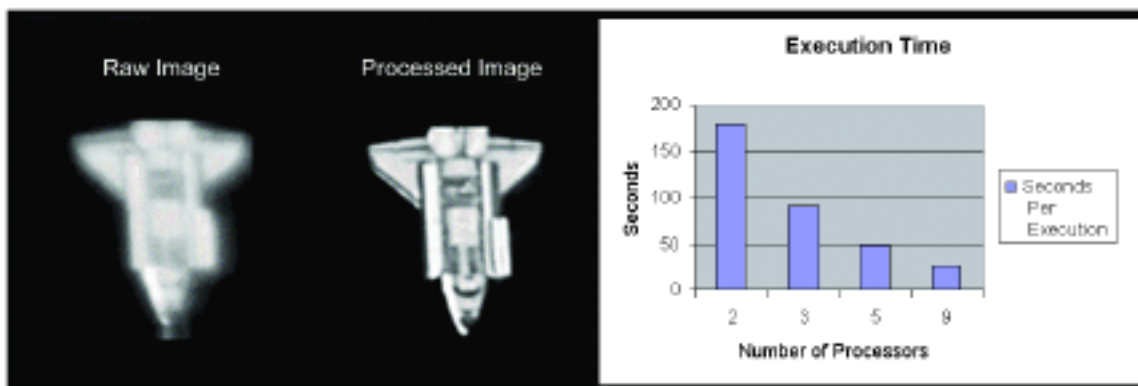 Raw Image
Processed Image
Execution Time
200
150
100
50
0
Seconds
2 3 5 9
Number of Processors
Seconds
Per
Execution